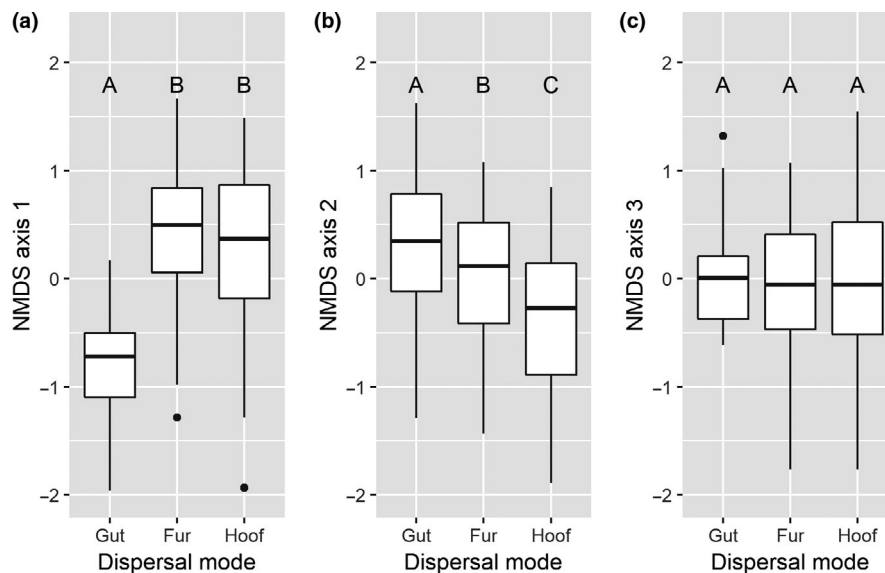 (a)
NMDS axis 1
2
1
0
−1
−2
A B B
Gut Fur Hoof
Dispersal mode
(b)
NMDS axis 2
2
1
0
−1
−2
A B C
Gut Fur Hoof
Dispersal mode
(c)
NMDS axis 3
2
1
0
−1
−2
A A A
Gut Fur Hoof
Dispersal mode